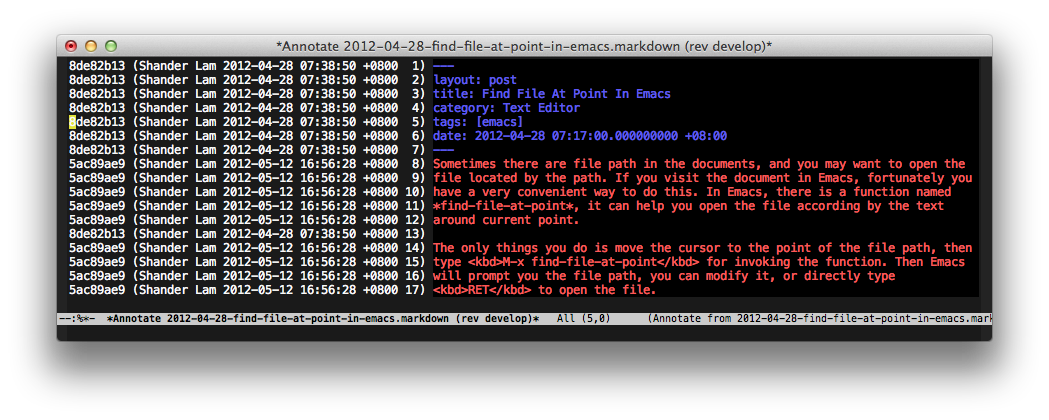 *Annotate 2012-04-28-find-file-at-point-in-emacs.markdown (rev develop)*
8de82b13 (Shander Lam 2012-04-28 07:38:50 +0800  1) ---
8de82b13 (Shander Lam 2012-04-28 07:38:50 +0800  2) layout: post
8de82b13 (Shander Lam 2012-04-28 07:38:50 +0800  3) title: Find File At Point In Emacs
8de82b13 (Shander Lam 2012-04-28 07:38:50 +0800  4) category: Text Editor
8de82b13 (Shander Lam 2012-04-28 07:38:50 +0800  5) tags: [emacs]
8de82b13 (Shander Lam 2012-04-28 07:38:50 +0800  6) date: 2012-04-28 07:17:00.000000000 +08:00
8de82b13 (Shander Lam 2012-04-28 07:38:50 +0800  7) ---
5ac89ae9 (Shander Lam 2012-05-12 16:56:28 +0800  8) Sometimes there are file path in the documents, and you may want to open the
5ac89ae9 (Shander Lam 2012-05-12 16:56:28 +0800  9) file located by the path. If you visit the document in Emacs, fortunately you
5ac89ae9 (Shander Lam 2012-05-12 16:56:28 +0800 10) have a very convenient way to do this. In Emacs, there is a function named
5ac89ae9 (Shander Lam 2012-05-12 16:56:28 +0800 11) *find-file-at-point*, it can help you open the file according by the text
5ac89ae9 (Shander Lam 2012-05-12 16:56:28 +0800 12) around current point.
8de82b13 (Shander Lam 2012-04-28 07:38:50 +0800 13)
5ac89ae9 (Shander Lam 2012-05-12 16:56:28 +0800 14) The only things you do is move the cursor to the point of the file path, then
5ac89ae9 (Shander Lam 2012-05-12 16:56:28 +0800 15) type <kbd>M-x find-file-at-point</kbd> for invoking the function. Then Emacs
5ac89ae9 (Shander Lam 2012-05-12 16:56:28 +0800 16) will prompt you the file path, you can modify it, or directly type
5ac89ae9 (Shander Lam 2012-05-12 16:56:28 +0800 17) <kbd>RET</kbd> to open the file.
--:%*-  *Annotate 2012-04-28-find-file-at-point-in-emacs.markdown (rev develop)*   All (5,0)     (Annotate from 2012-04-28-find-file-at-point-in-emacs.mark